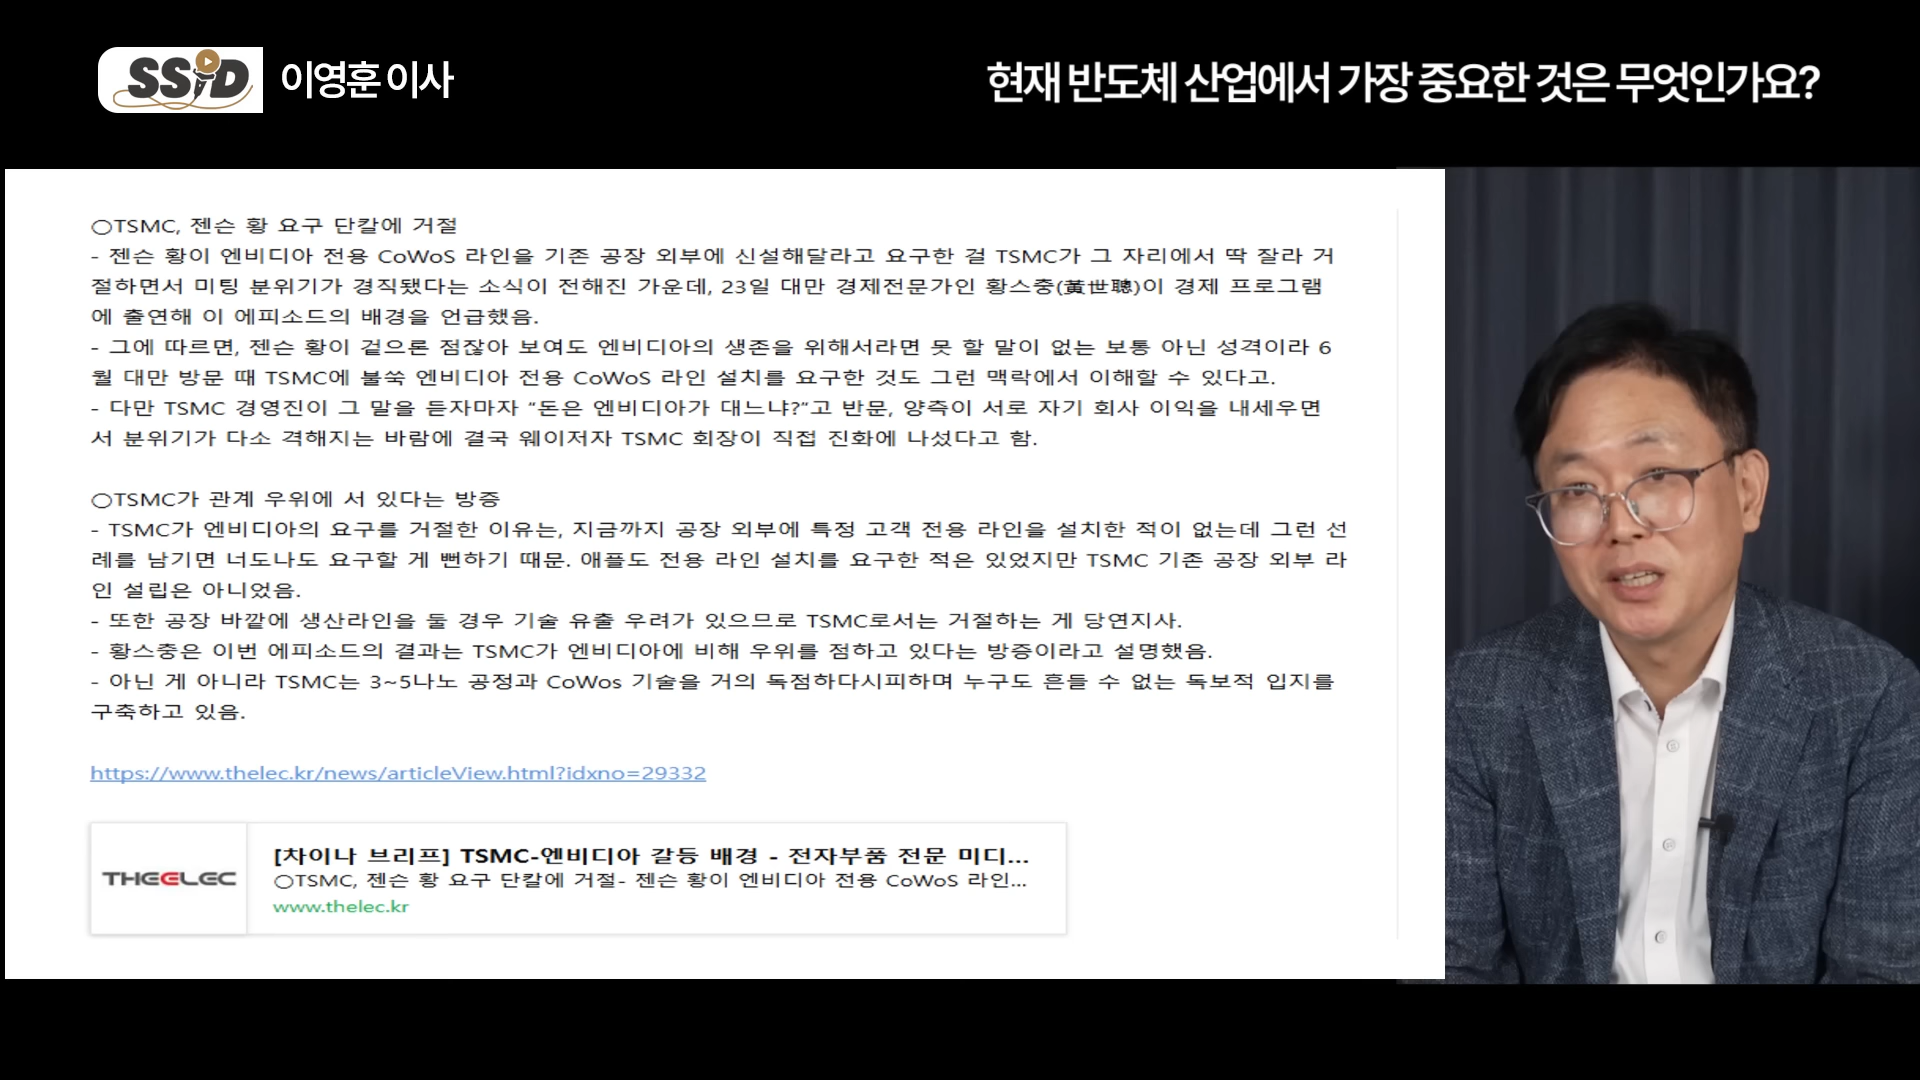 SSiD 이영훈 이사
현재 반도체 산업에서 가장 중요한 것은 무엇인가요?
○TSMC, 젠슨 황 요구 단칼에 거절
- 젠슨 황이 엔비디아 전용 CoWoS 라인을 기존 공장 외부에 신설해달라고 요구한 걸 TSMC가 그 자리에서 딱 잘라 거
절하면서 미팅 분위기가 경직됐다는 소식이 전해진 가운데, 23일 대만 경제전문가인 황스충(黃世聰)이 경제 프로그램
에 출연해 이 에피소드의 배경을 언급했음.
- 그에 따르면, 젠슨 황이 겉으론 점잖아 보여도 엔비디아의 생존을 위해서라면 못 할 말이 없는 보통 아닌 성격이라 6
월 대만 방문 때 TSMC에 불쑥 엔비디아 전용 CoWoS 라인 설치를 요구한 것도 그런 맥락에서 이해할 수 있다고.
- 다만 TSMC 경영진이 그 말을 듣자마자 “돈은 엔비디아가 대느냐?”고 반문, 양측이 서로 자기 회사 이익을 내세우면
서 분위기가 다소 격해지는 바람에 결국 웨이저자 TSMC 회장이 직접 진화에 나섰다고 함.
○TSMC가 관계 우위에 서 있다는 방증
- TSMC가 엔비디아의 요구를 거절한 이유는, 지금까지 공장 외부에 특정 고객 전용 라인을 설치한 적이 없는데 그런 선
례를 남기면 너도나도 요구할 게 뻔하기 때문. 애플도 전용 라인 설치를 요구한 적은 있었지만 TSMC 기존 공장 외부 라
인 설립은 아니었음.
- 또한 공장 바깥에 생산라인을 둘 경우 기술 유출 우려가 있으므로 TSMC로서는 거절하는 게 당연지사.
- 황스충은 이번 에피소드의 결과는 TSMC가 엔비디아에 비해 우위를 점하고 있다는 방증이라고 설명했음.
- 아닌 게 아니라 TSMC는 3~5나노 공정과 CoWos 기술을 거의 독점하다시피하며 누구도 흔들 수 없는 독보적 입지를
구축하고 있음.
https://www.thelec.kr/news/articleView.html?idxno=29332
THEELEC
[차이나 브리프] TSMC-엔비디아 갈등 배경 - 전자부품 전문 미디...
○TSMC, 젠슨 황 요구 단칼에 거절- 젠슨 황이 엔비디아 전용 CoWoS 라인...
www.thelec.kr